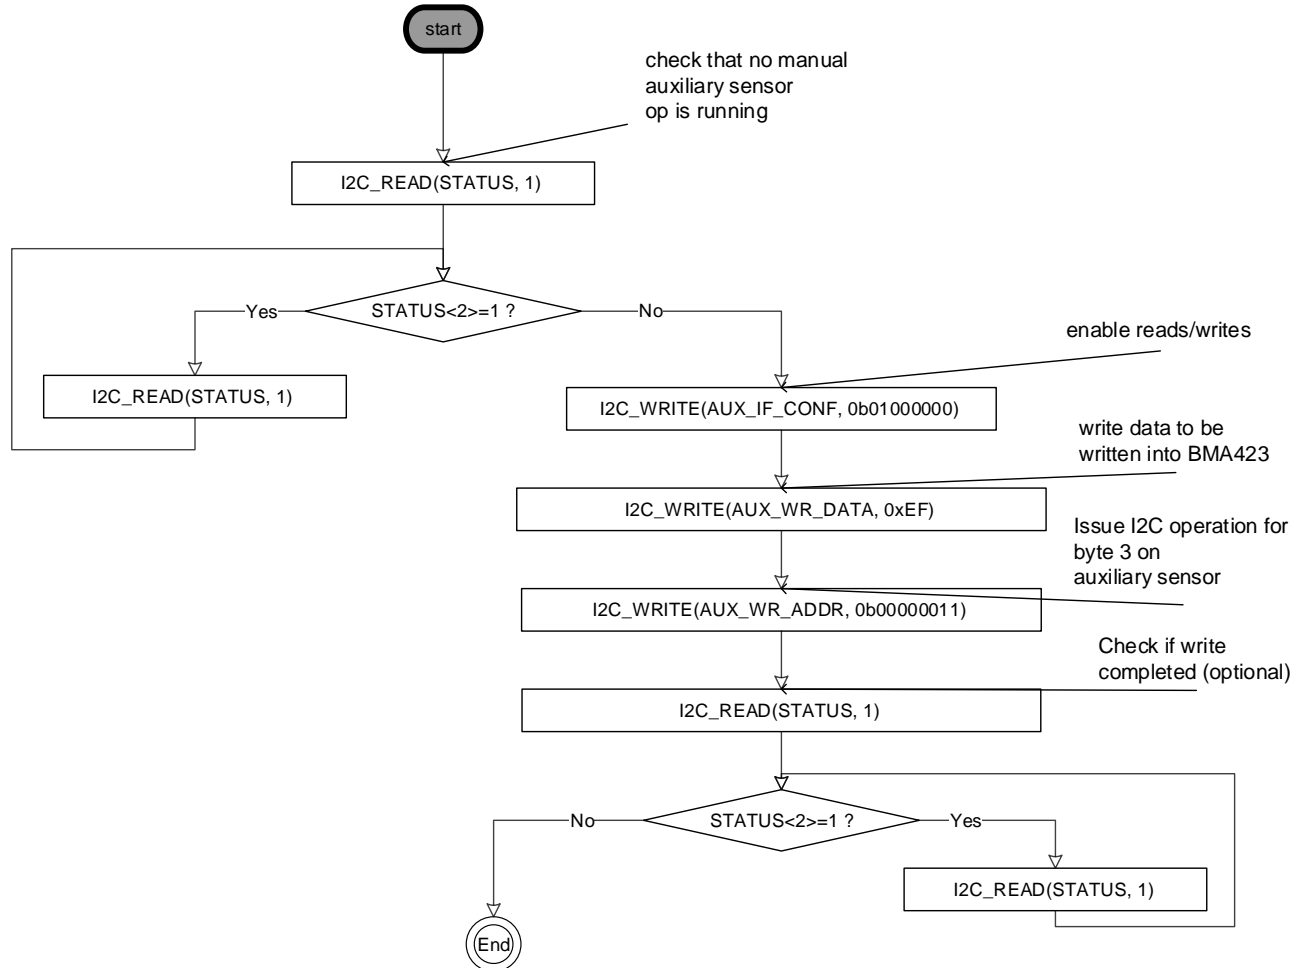 start
check that no manual
auxiliary sensor
op is running
I2C_READ(STATUS, 1)
STATUS<2>=1 ?
Yes
No
I2C_READ(STATUS, 1)
enable reads/writes
I2C_WRITE(AUX_IF_CONF, 0b01000000)
write data to be
written into BMA423
I2C_WRITE(AUX_WR_DATA, 0xEF)
Issue I2C operation for
byte 3 on
auxiliary sensor
I2C_WRITE(AUX_WR_ADDR, 0b00000011)
Check if write
completed (optional)
I2C_READ(STATUS, 1)
STATUS<2>=1 ?
No
Yes
I2C_READ(STATUS, 1)
End